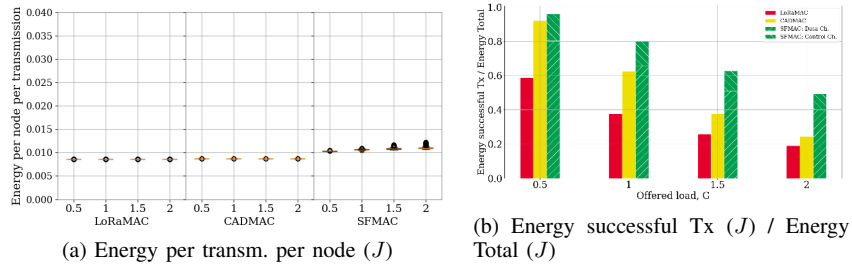 Energy per node per transmission
0.040
0.035
0.030
0.025
0.020
0.015
0.010
0.005
0.000
0.5 1 1.5 2 0.5 1 1.5 2 0.5 1 1.5 2
LoRaMAC CADMAC SFMAC
(a) Energy per transm. per node (J)
Energy successful Tx / Energy Total
1.0
0.8
0.6
0.4
0.2
0.0
LoRaMAC
CADMAC
SFMAC: Data Ch.
SFMAC: Control Ch.
0.5 1 1.5 2
Offered load, G
(b) Energy successful Tx (J) / Energy
Total (J)